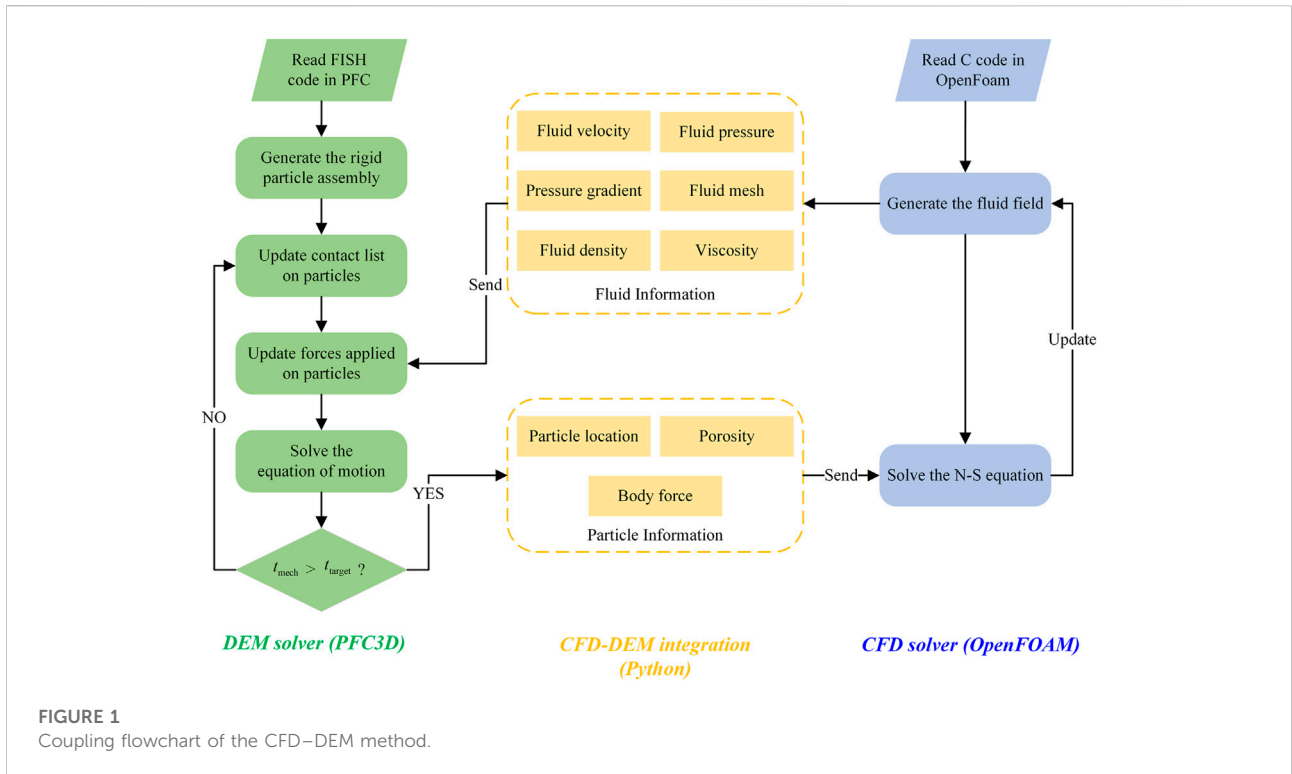 Read FISH
code in PFC
Generate the rigid
particle assembly
Update contact list
on particles
Update forces applied
on particles
NO
Solve the
equation of motion
YES
t_mech > t_target ?
DEM solver (PFC3D)
Fluid velocity
Fluid pressure
Pressure gradient
Fluid mesh
Fluid density
Viscosity
Fluid Information
Send
Particle location
Porosity
Body force
Particle Information
Send
CFD-DEM integration
(Python)
Read C code in
OpenFoam
Generate the fluid field
Update
Solve the N-S equation
CFD solver (OpenFOAM)
FIGURE 1
Coupling flowchart of the CFD–DEM method.